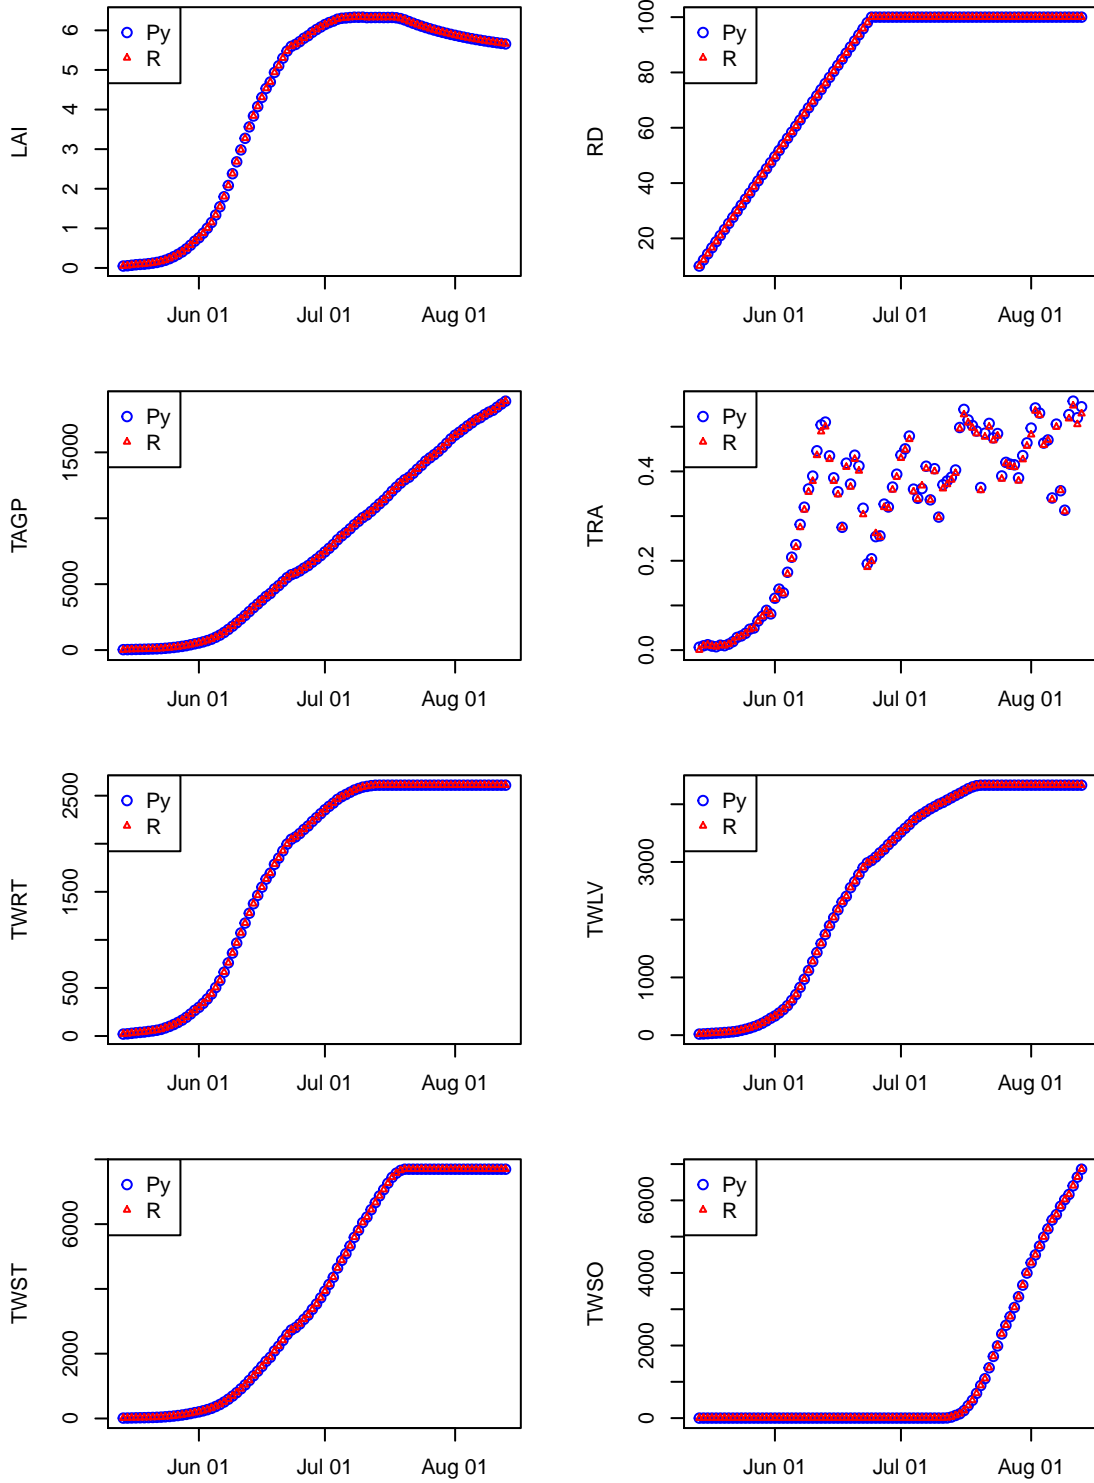 LAI
0 1 2 3 4 5 6
Jun 01 Jul 01 Aug 01
Py
R
RD
20 40 60 80 100
Jun 01 Jul 01 Aug 01
Py
R
TAGP
0 5000 15000
Jun 01 Jul 01 Aug 01
Py
R
TRA
0.0 0.2 0.4
Jun 01 Jul 01 Aug 01
Py
R
TWRT
0 500 1500 2500
Jun 01 Jul 01 Aug 01
Py
R
TWLV
0 1000 3000
Jun 01 Jul 01 Aug 01
Py
R
TWST
0 2000 6000
Jun 01 Jul 01 Aug 01
Py
R
TWSO
0 2000 4000 6000
Jun 01 Jul 01 Aug 01
Py
R